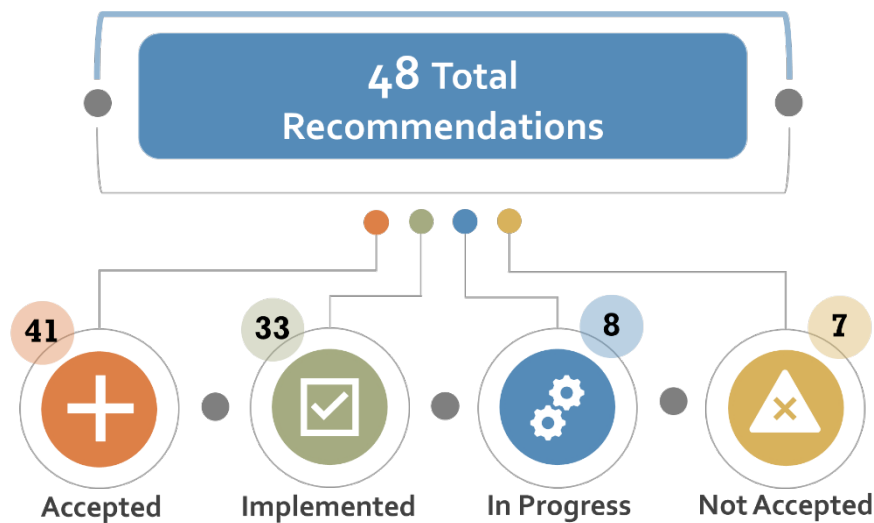 48 Total
Recommendations
41
33
8
7
Accepted
Implemented
In Progress
Not Accepted